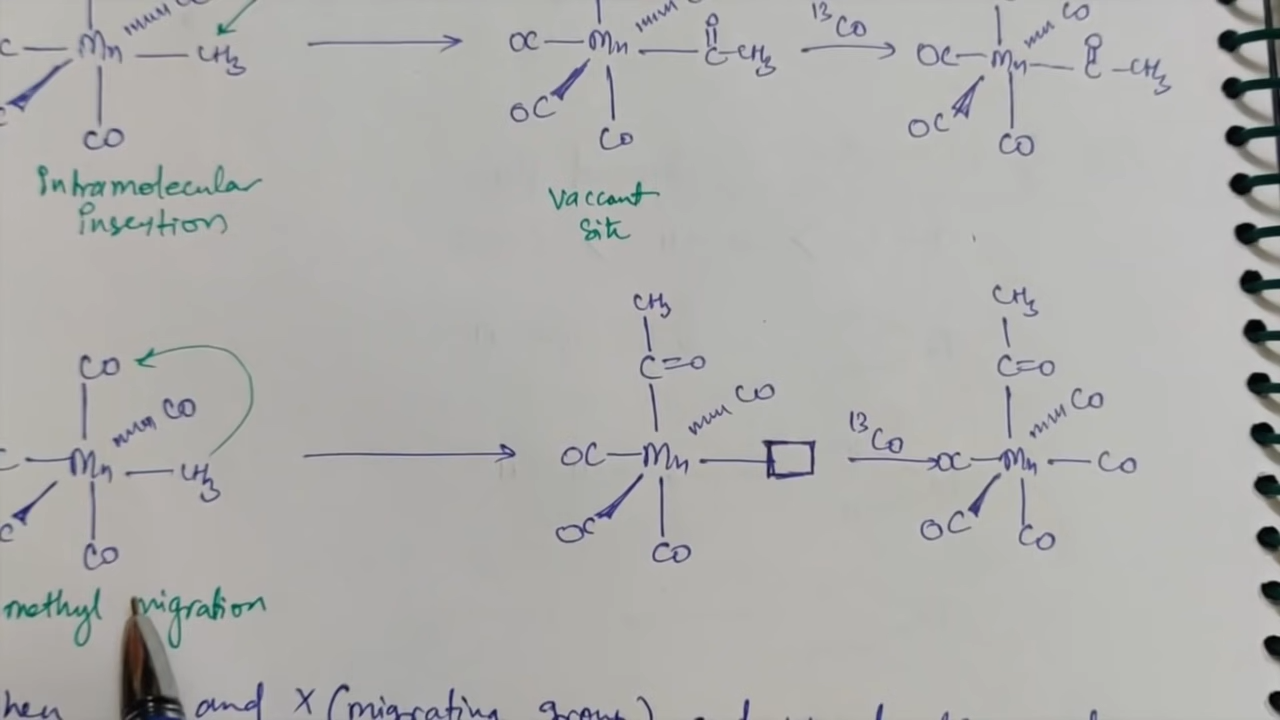 ¹³CO
CO
C—Mn—CH₃
CO
OC—Mn—C—CH₃
O
OC
CO
CO
OC—Mn—C—CH₃
O
OC
CO
Intramolecular
insertion
Vaccant
Site
CO
CO
Mn—CH₃
CO
methyl migration
CH₃
C=O
CO
OC—Mn
OC
CO
¹³CO
CH₃
C=O
CO
OC—Mn—CO
OC
CO
and X (migrating group)